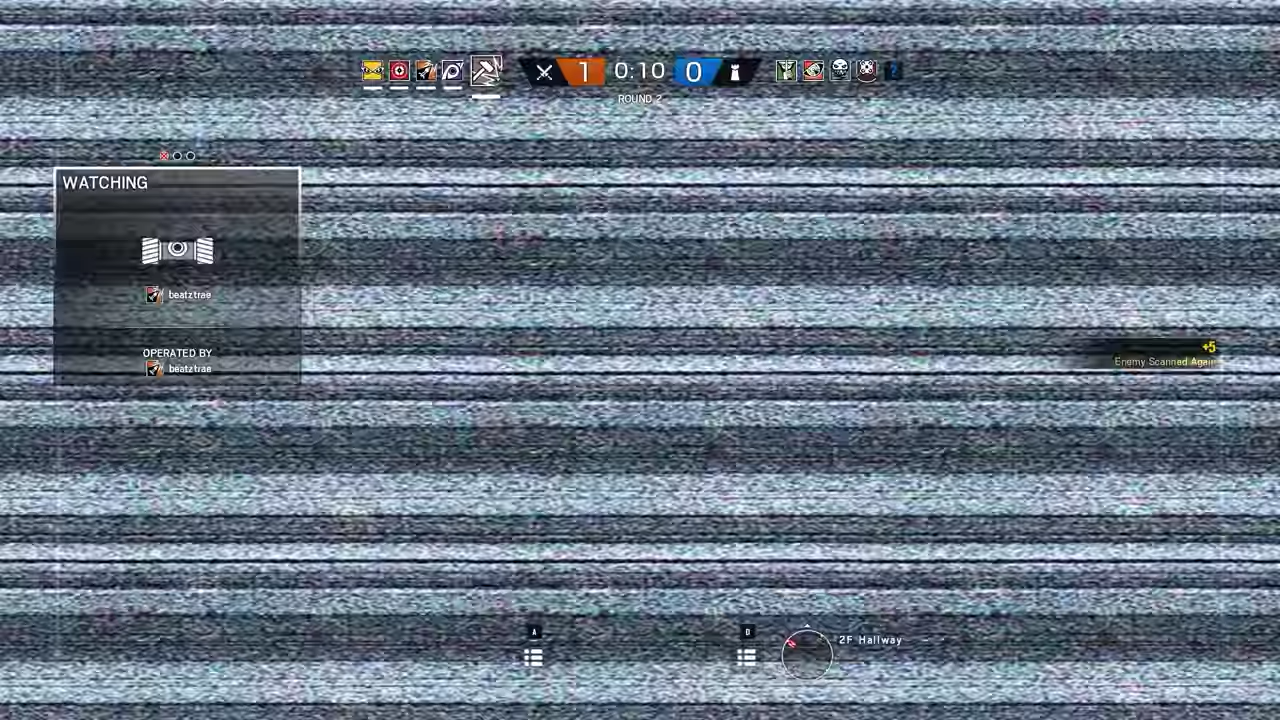 1 0:10 0
ROUND 2
?
WATCHING
beatztrae
OPERATED BY
beatztrae
+5
Enemy Scanned Again
A
D
2F Hallway